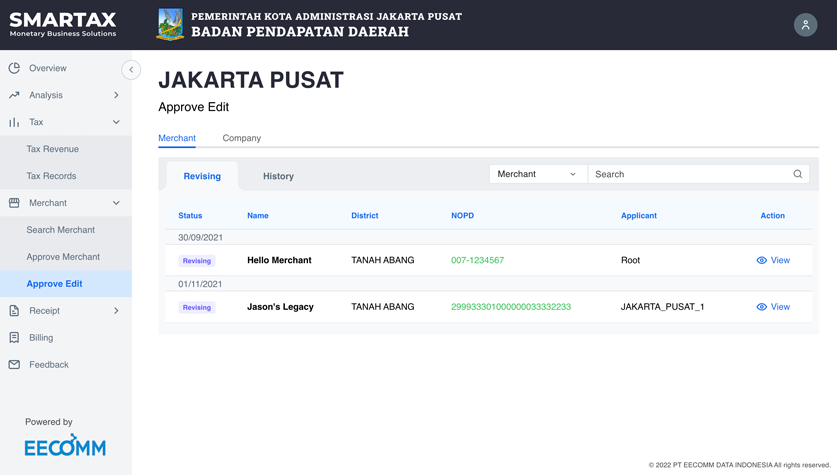 SMARTAX
Monetary Business Solutions
PEMERINTAH KOTA ADMINISTRASI JAKARTA PUSAT
BADAN PENDAPATAN DAERAH
Overview
Analysis
Tax
Tax Revenue
Tax Records
Merchant
Search Merchant
Approve Merchant
Approve Edit
Receipt
Billing
Feedback
Powered by
EECOMM
JAKARTA PUSAT
Approve Edit
Merchant Company
Revising History Merchant Search
Status Name District NOPD Applicant Action
30/09/2021
Revising Hello Merchant TANAH ABANG 007-1234567 Root View
01/11/2021
Revising Jason's Legacy TANAH ABANG 299933301000000033332233 JAKARTA_PUSAT_1 View
© 2022 PT EECOMM DATA INDONESIA All rights reserved.